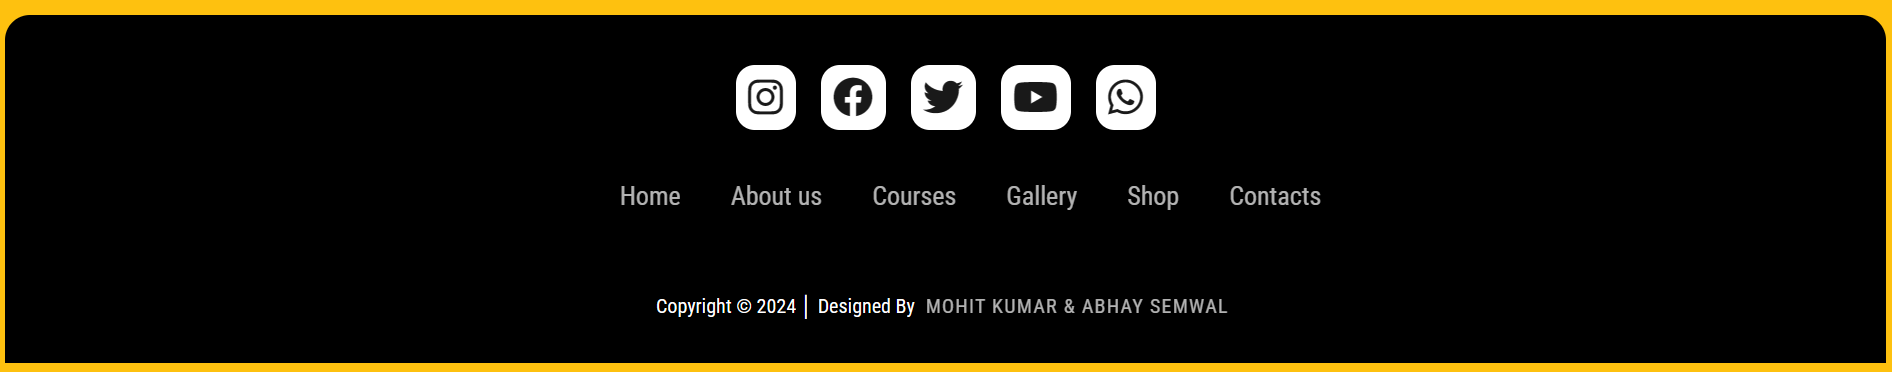 Home About us Courses Gallery Shop Contacts
Copyright © 2024 | Designed By MOHIT KUMAR & ABHAY SEMWAL